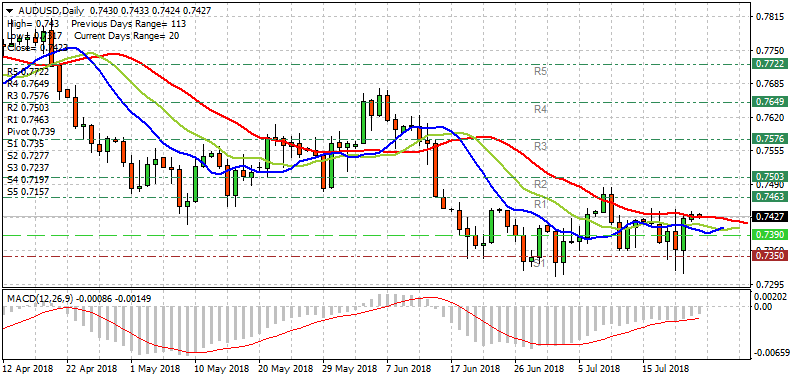 AUDUSD,Daily 0.7430 0.7433 0.7424 0.7427
High= 0.743 Previous Days Range= 113
Low= 0.7317 Current Days Range= 20
Close= 0.7423
R5 0.7722
R4 0.7649
R3 0.7576
R2 0.7503
R1 0.7463
Pivot 0.739
S1 0.735
S2 0.7277
S3 0.7237
S4 0.7197
S5 0.7157
R5
R4
R3
R2
R1
S1
0.7815
0.7750
0.7722
0.7685
0.7649
0.7620
0.7576
0.7555
0.7503
0.7490
0.7463
0.7427
0.7390
0.7360
0.7350
0.7295
MACD(12,26,9) -0.00086 -0.00149
0.00202
0.00
-0.00659
12 Apr 2018 22 Apr 2018 1 May 2018 10 May 2018 20 May 2018 29 May 2018 7 Jun 2018 17 Jun 2018 26 Jun 2018 5 Jul 2018 15 Jul 2018